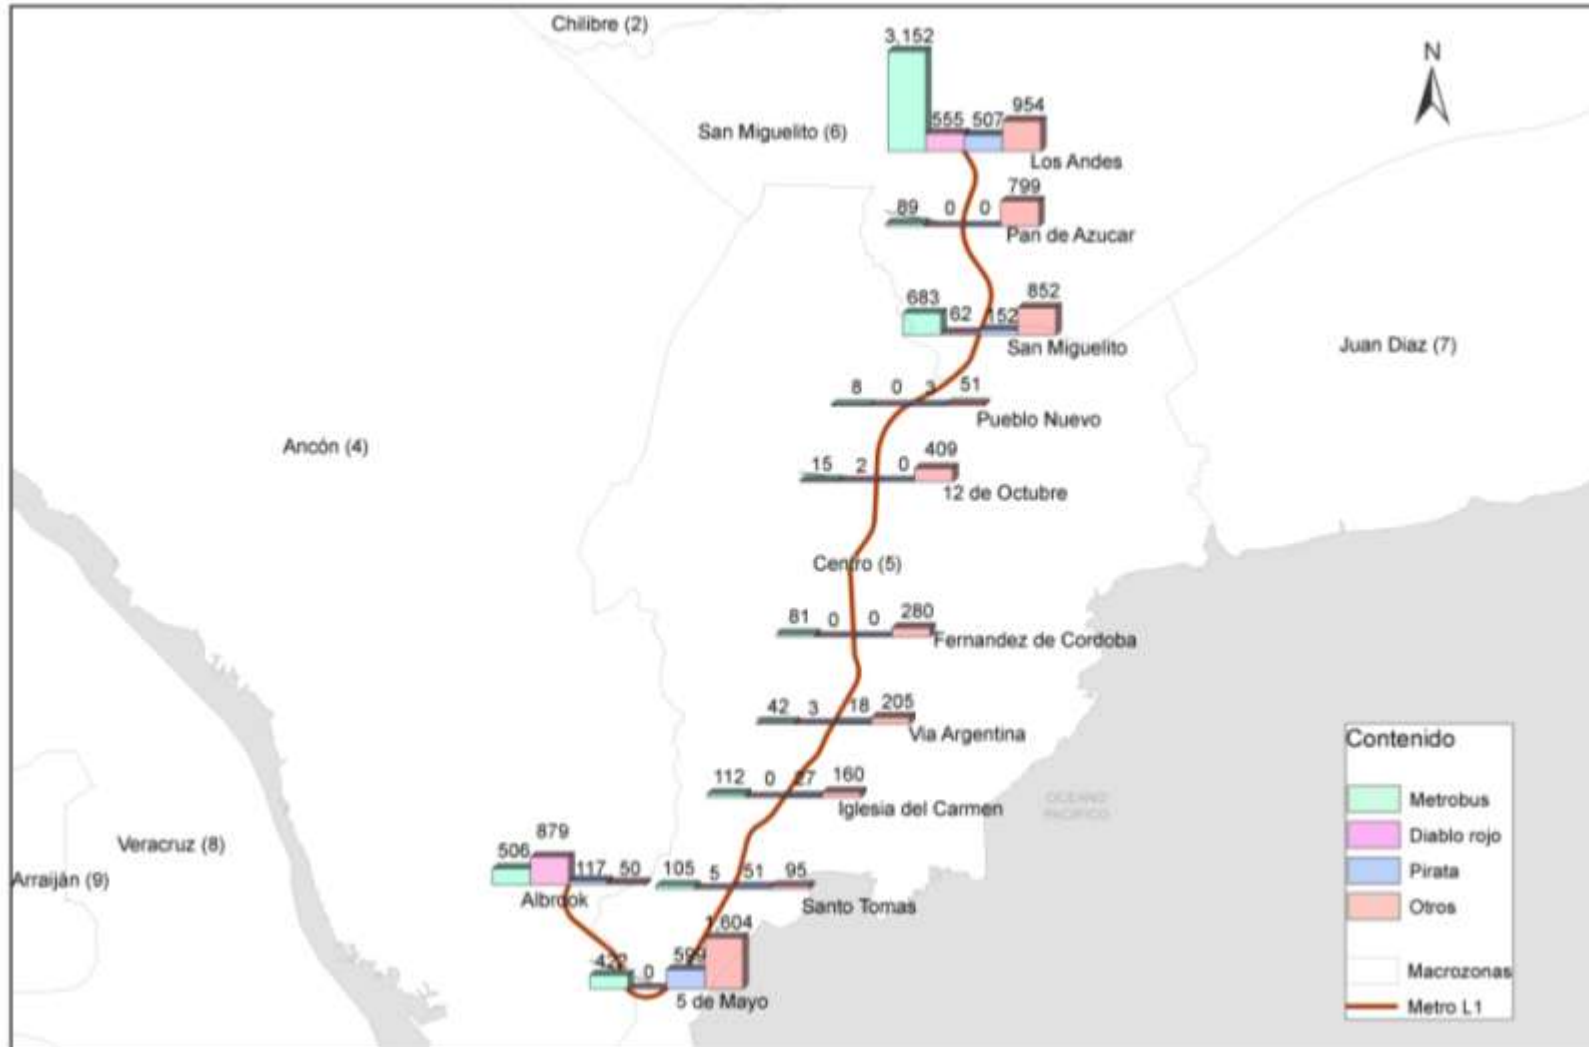 Chilibre (2)
3,152
N
954
555
507
San Miguelito (6)
Los Andes
799
89
0
0
Pan de Azucar
683
62
152
852
San Miguelito
Juan Diaz (7)
8
0
3
51
Pueblo Nuevo
Ancón (4)
15
2
0
409
12 de Octubre
Centro (5)
81
0
0
280
Fernandez de Cordoba
42
3
18
205
Via Argentina
Contenido
Metrobus
Diablo rojo
Pirata
Otros
Macrozonas
Metro L1
112
0
27
160
Iglesia del Carmen
OCEANO
PACIFICO
Veracruz (8)
Arraiján (9)
506
879
117
50
Albrook
105
5
51
95
Santo Tomas
422
0
599
1,604
5 de Mayo